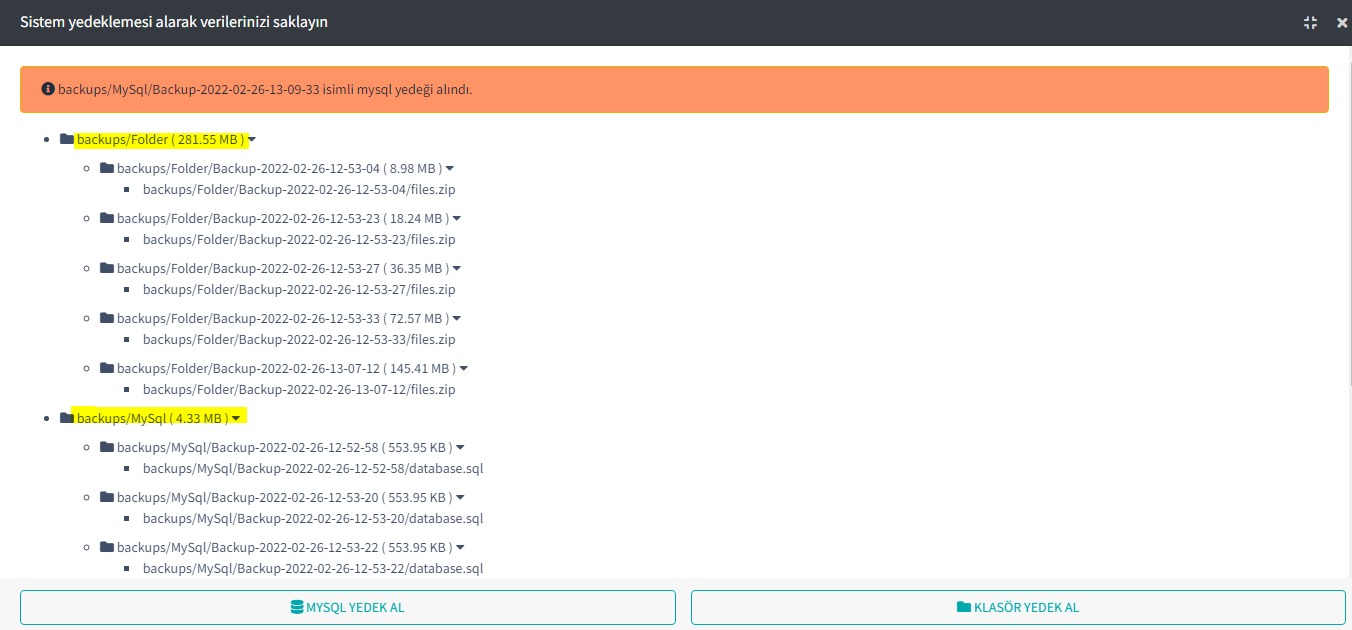 Sistem yedeklemesi alarak verilerinizi saklayın
backups/MySql/Backup-2022-02-26-13-09-33 isimli mysql yedeği alındı.
backups/Folder ( 281.55 MB )
backups/Folder/Backup-2022-02-26-12-53-04 ( 8.98 MB )
backups/Folder/Backup-2022-02-26-12-53-04/files.zip
backups/Folder/Backup-2022-02-26-12-53-23 ( 18.24 MB )
backups/Folder/Backup-2022-02-26-12-53-23/files.zip
backups/Folder/Backup-2022-02-26-12-53-27 ( 36.35 MB )
backups/Folder/Backup-2022-02-26-12-53-27/files.zip
backups/Folder/Backup-2022-02-26-12-53-33 ( 72.57 MB )
backups/Folder/Backup-2022-02-26-12-53-33/files.zip
backups/Folder/Backup-2022-02-26-13-07-12 ( 145.41 MB )
backups/Folder/Backup-2022-02-26-13-07-12/files.zip
backups/MySql ( 4.33 MB )
backups/MySql/Backup-2022-02-26-12-52-58 ( 553.95 KB )
backups/MySql/Backup-2022-02-26-12-52-58/database.sql
backups/MySql/Backup-2022-02-26-12-53-20 ( 553.95 KB )
backups/MySql/Backup-2022-02-26-12-53-20/database.sql
backups/MySql/Backup-2022-02-26-12-53-22 ( 553.95 KB )
backups/MySql/Backup-2022-02-26-12-53-22/database.sql
MYSQL YEDEK AL
KLASÖR YEDEK AL